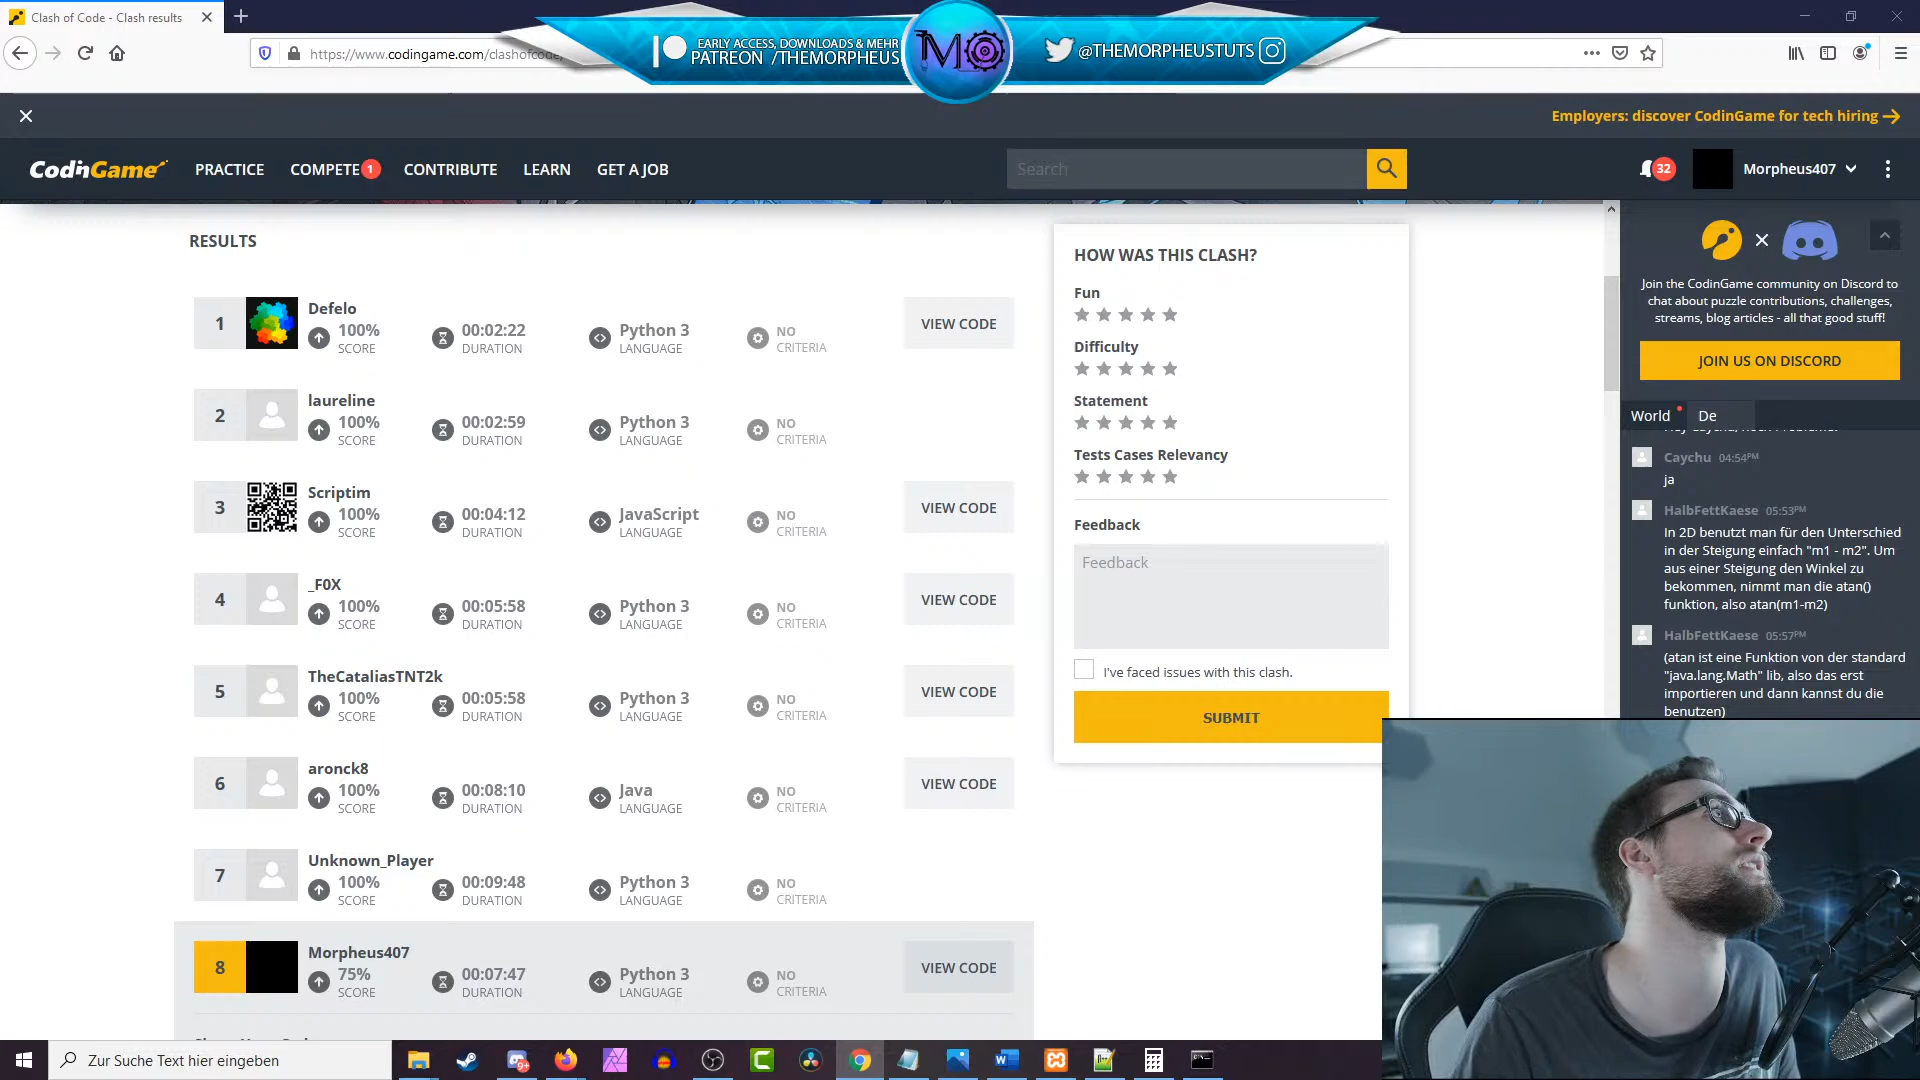 Clash of Code - Clash results
https://www.codingame.com/clashofcode/
EARLY ACCESS, DOWNLOADS & MEHR
PATREON /THEMORPHEUS
MO
@THEMORPHEUSTUTS
Employers: discover CodinGame for tech hiring
CodinGame
PRACTICE
COMPETE 1
CONTRIBUTE
LEARN
GET A JOB
Search
32
Morpheus407
RESULTS
1
Defelo
100%
SCORE
00:02:22
DURATION
Python 3
LANGUAGE
NO
CRITERIA
VIEW CODE
2
laureline
100%
SCORE
00:02:59
DURATION
Python 3
LANGUAGE
NO
CRITERIA
3
Scriptim
100%
SCORE
00:04:12
DURATION
JavaScript
LANGUAGE
NO
CRITERIA
VIEW CODE
4
_F0X
100%
SCORE
00:05:58
DURATION
Python 3
LANGUAGE
NO
CRITERIA
VIEW CODE
5
TheCataliasTNT2k
100%
SCORE
00:05:58
DURATION
Python 3
LANGUAGE
NO
CRITERIA
VIEW CODE
6
aronck8
100%
SCORE
00:08:10
DURATION
Java
LANGUAGE
NO
CRITERIA
VIEW CODE
7
Unknown_Player
100%
SCORE
00:09:48
DURATION
Python 3
LANGUAGE
NO
CRITERIA
8
Morpheus407
75%
SCORE
00:07:47
DURATION
Python 3
LANGUAGE
NO
CRITERIA
VIEW CODE
HOW WAS THIS CLASH?
Fun
Difficulty
Statement
Tests Cases Relevancy
Feedback
Feedback
I've faced issues with this clash.
SUBMIT
Join the CodinGame community on Discord to
chat about puzzle contributions, challenges,
streams, blog articles - all that good stuff!
JOIN US ON DISCORD
World
De
Caychu 04:54PM
ja
HalbFettKaese 05:53PM
In 2D benutzt man für den Unterschied
in der Steigung einfach "m1 - m2". Um
aus einer Steigung den Winkel zu
bekommen, nimmt man die atan()
funktion, also atan(m1-m2)
HalbFettKaese 05:57PM
(atan ist eine Funktion von der standard
"java.lang.Math" lib, also das erst
importieren und dann kannst du die
benutzen)
Zur Suche Text hier eingeben
9+